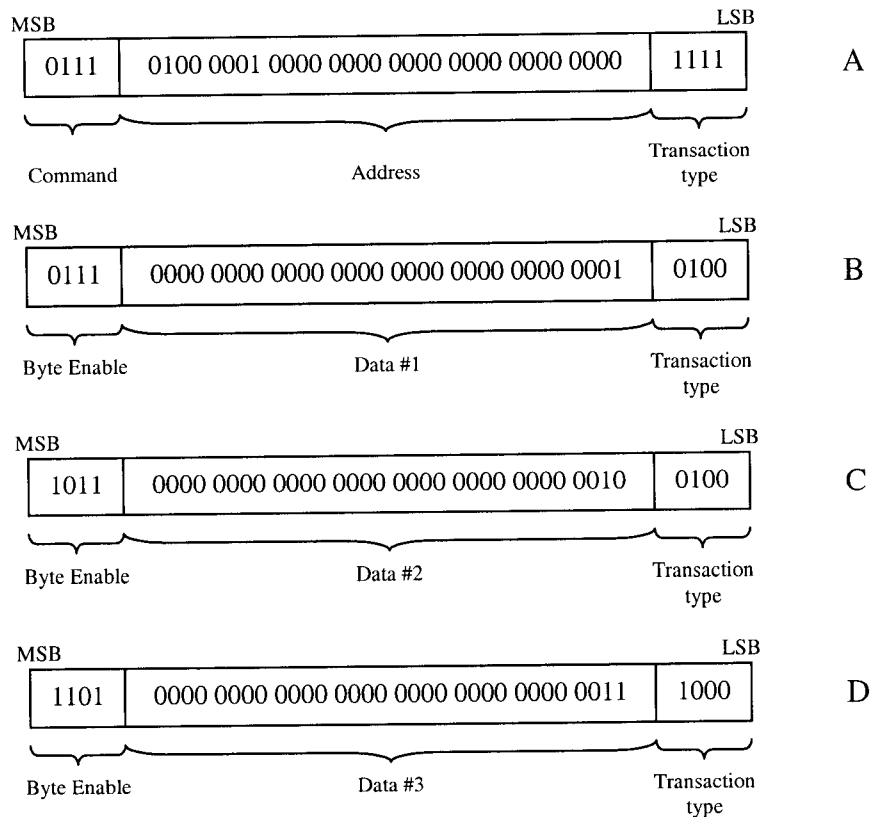 MSB LSB
0111 0100 0001 0000 0000 0000 0000 0000 0000 1111 A
Command Address Transaction
type
MSB LSB
0111 0000 0000 0000 0000 0000 0000 0000 0001 0100 B
Byte Enable Data #1 Transaction
type
MSB LSB
1011 0000 0000 0000 0000 0000 0000 0000 0010 0100 C
Byte Enable Data #2 Transaction
type
MSB LSB
1101 0000 0000 0000 0000 0000 0000 0000 0011 1000 D
Byte Enable Data #3 Transaction
type